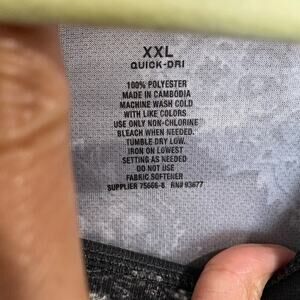 XXL
QUICK-DRI
100% POLYESTER
MADE IN CAMBODIA
MACHINE WASH COLD
WITH LIKE COLORS
USE ONLY NON-CHLORINE
BLEACH WHEN NEEDED.
TUMBLE DRY LOW.
IRON ON LOWEST
SETTING AS NEEDED
DO NOT USE
FABRIC SOFTENER
SUPPLIER 75666-8 RN# 93677